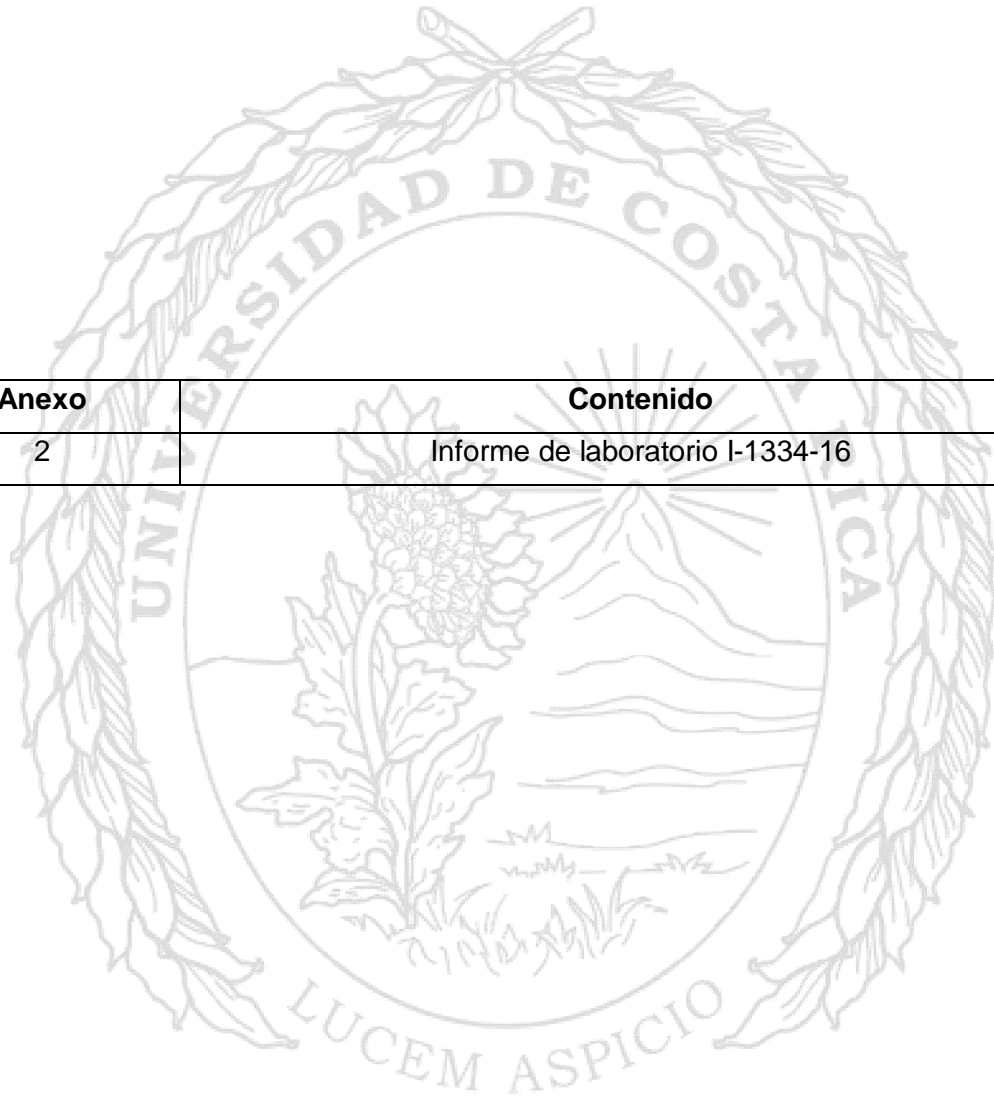 UNIVERSIDAD DE COSTA RICA
Anexo Contenido
2 Informe de laboratorio I-1334-16
LUCEM ASPICIO